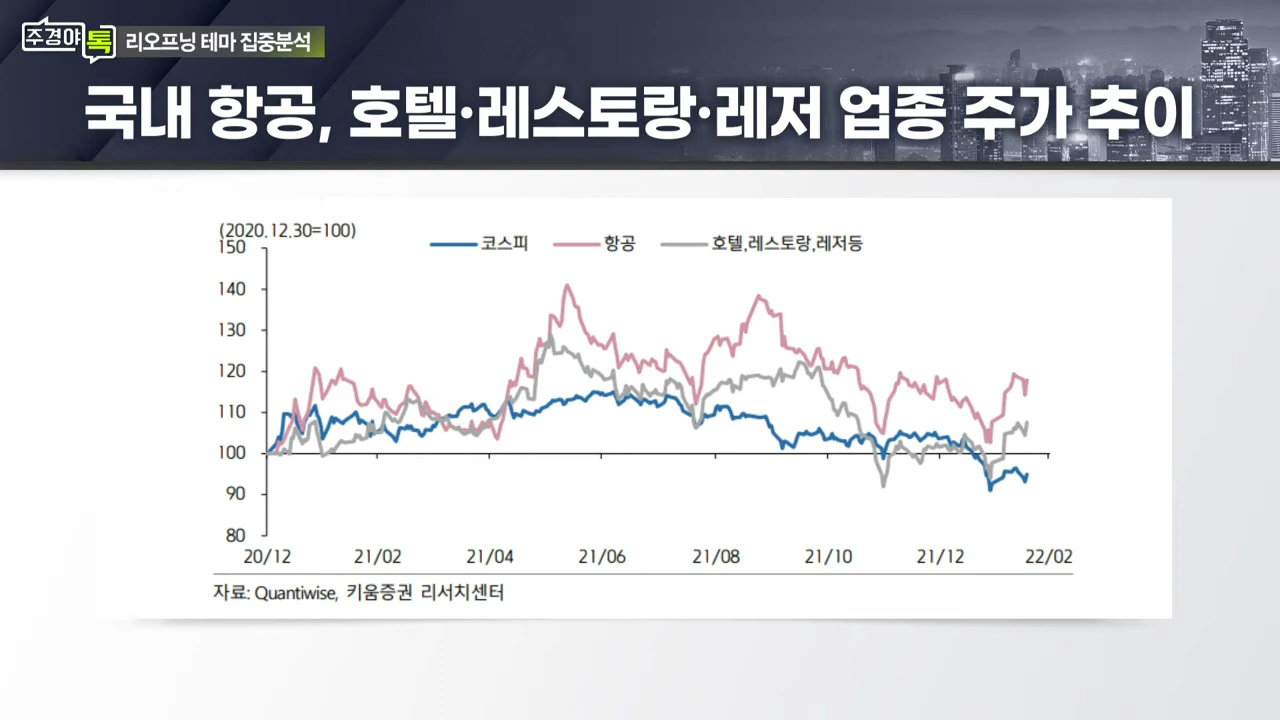 주경야톡 리오프닝 테마 집중분석
국내 항공, 호텔·레스토랑·레저 업종 주가 추이
(2020.12.30=100)
코스피 항공 호텔,레스토랑,레저등
150
140
130
120
110
100
90
80
20/12 21/02 21/04 21/06 21/08 21/10 21/12 22/02
자료: Quantiwise, 키움증권 리서치센터